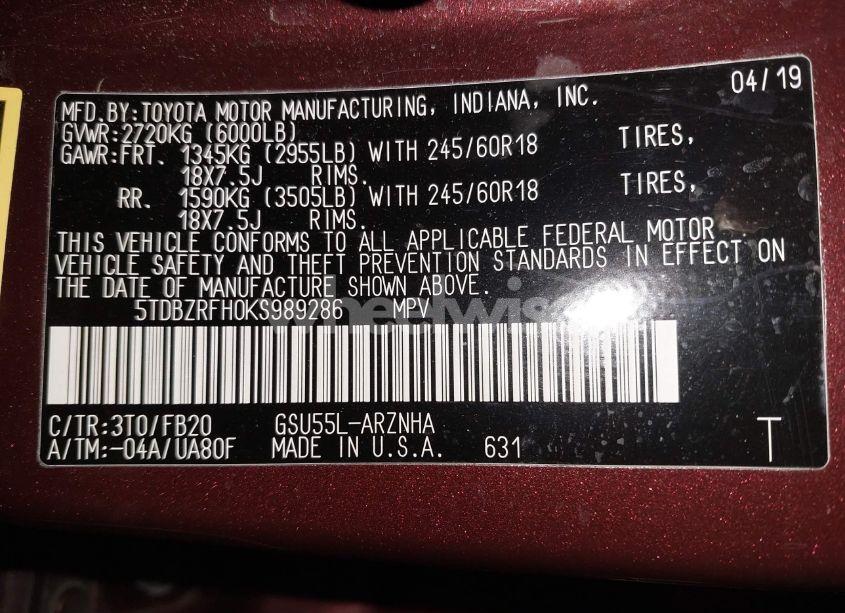 04/19
MFD.BY:TOYOTA MOTOR MANUFACTURING, INDIANA, INC.
GVWR:2720KG (6000LB)
GAWR:FRT. 1345KG (2955LB) WITH 245/60R18 TIRES,
18X7.5J RIMS.
RR. 1590KG (3505LB) WITH 245/60R18 TIRES,
18X7.5J RIMS.
THIS VEHICLE CONFORMS TO ALL APPLICABLE FEDERAL MOTOR
VEHICLE SAFETY AND THEFT PREVENTION STANDARDS IN EFFECT ON
THE DATE OF MANUFACTURE SHOWN ABOVE.
5TDBZRFH0KS989286 MPV
C/TR:3T0/FB20 GSU55L-ARZNHA
A/TM:-04A/UA80F MADE IN U.S.A. 631 T